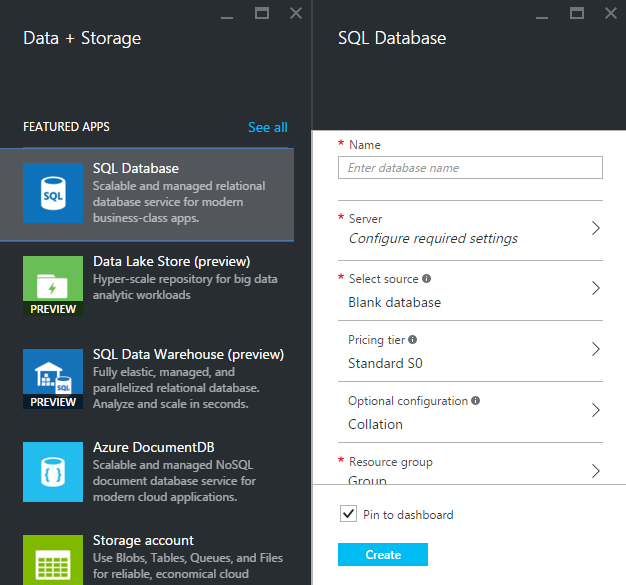 Data + Storage
FEATURED APPS
See all
SQL
SQL Database
Scalable and managed relational
database service for modern
business-class apps.
Data Lake Store (preview)
Hyper-scale repository for big data
analytic workloads
PREVIEW
SQL Data Warehouse (preview)
Fully elastic, managed, and
parallelized relational database.
Analyze and scale in seconds.
SQL
PREVIEW
Azure DocumentDB
Scalable and managed NoSQL
document database service for
modern cloud applications.
{ }
Storage account
Use Blobs, Tables, Queues, and Files
for reliable, economical cloud
SQL Database
* Name
Enter database name
* Server
Configure required settings
* Select source
Blank database
Pricing tier
Standard S0
Optional configuration
Collation
* Resource group
Group
Pin to dashboard
Create